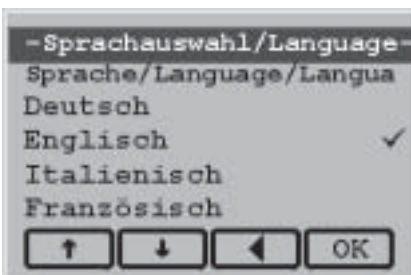 -Sprachauswahl/Language-
Sprache/Language/Langua
Deutsch
Englisch ✓
Italienisch
Französisch
↑ ↓ ◀ OK